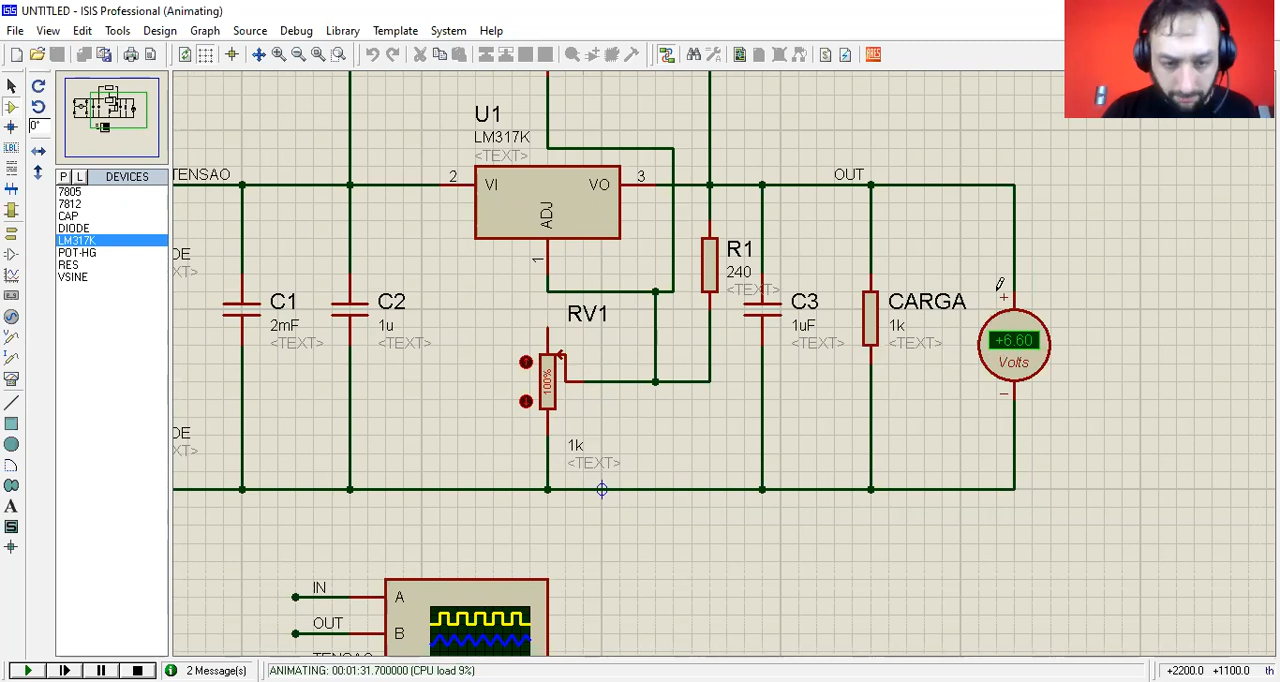 UNTITLED - ISIS Professional (Animating)
File View Edit Tools Design Graph Source Debug Library Template System Help
0°
P L DEVICES
7805
7812
CAP
DIODE
LM317K
POT-HG
RES
VSINE
U1
LM317K
<TEXT>
TENSAO
2
VI
VO
3
OUT
ADJ
1
DE
EXT>
R1
240
<TEXT>
C1
2mF
<TEXT>
C2
1u
<TEXT>
RV1
C3
1uF
<TEXT>
CARGA
1k
<TEXT>
+
+6.60
Volts
−
100%
DE
EXT>
1k
<TEXT>
IN
A
OUT
B
2 Message(s)
ANIMATING: 00:01:31.700000 (CPU load 9%)
+2200.0 +1100.0 th